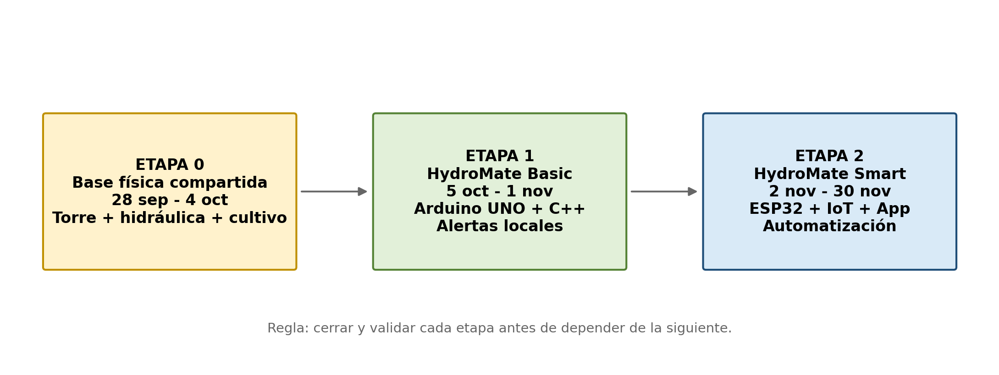 ETAPA 0
Base física compartida
28 sep - 4 oct
Torre + hidráulica + cultivo
ETAPA 1
HydroMate Basic
5 oct - 1 nov
Arduino UNO + C++
Alertas locales
ETAPA 2
HydroMate Smart
2 nov - 30 nov
ESP32 + IoT + App
Automatización
Regla: cerrar y validar cada etapa antes de depender de la siguiente.